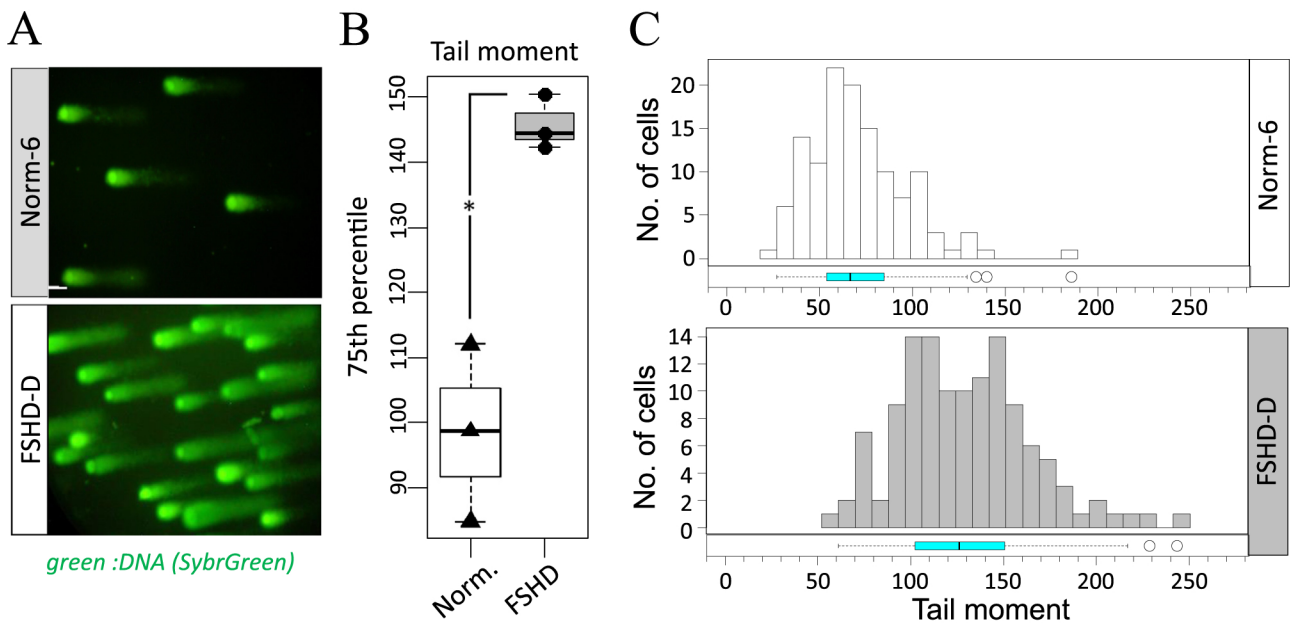 A
Norm-6
FSHD-D
green :DNA (SybrGreen)
B
Tail moment
75th percentile
150
140
130
120
110
100
90
*
Norm.
FSHD
C
No. of cells
20
15
10
5
0
Norm-6
0 50 100 150 200 250
No. of cells
14
12
10
8
6
4
2
0
FSHD-D
0 50 100 150 200 250
Tail moment